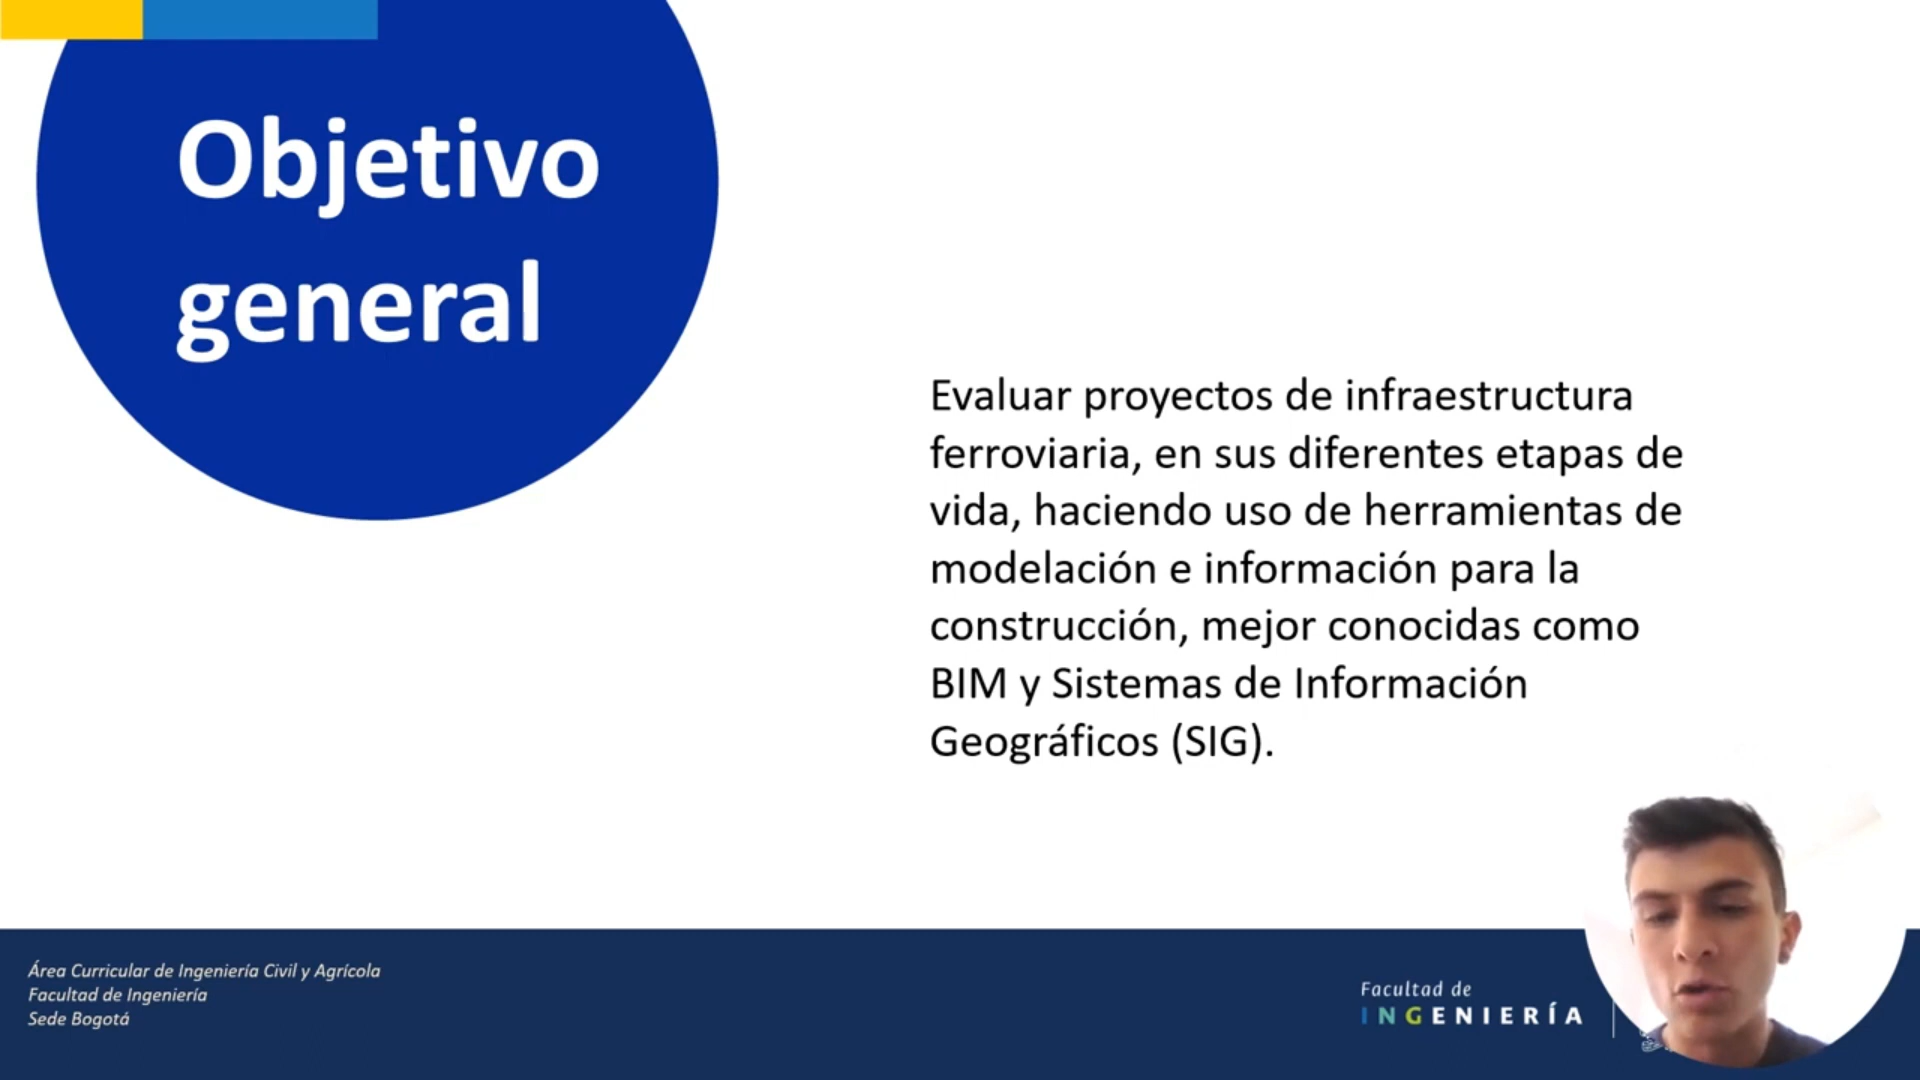 Objetivo
general
Evaluar proyectos de infraestructura
ferroviaria, en sus diferentes etapas de
vida, haciendo uso de herramientas de
modelación e información para la
construcción, mejor conocidas como
BIM y Sistemas de Información
Geográficos (SIG).
Área Curricular de Ingeniería Civil y Agrícola
Facultad de Ingeniería
Sede Bogotá
Facultad de
INGENIERÍA